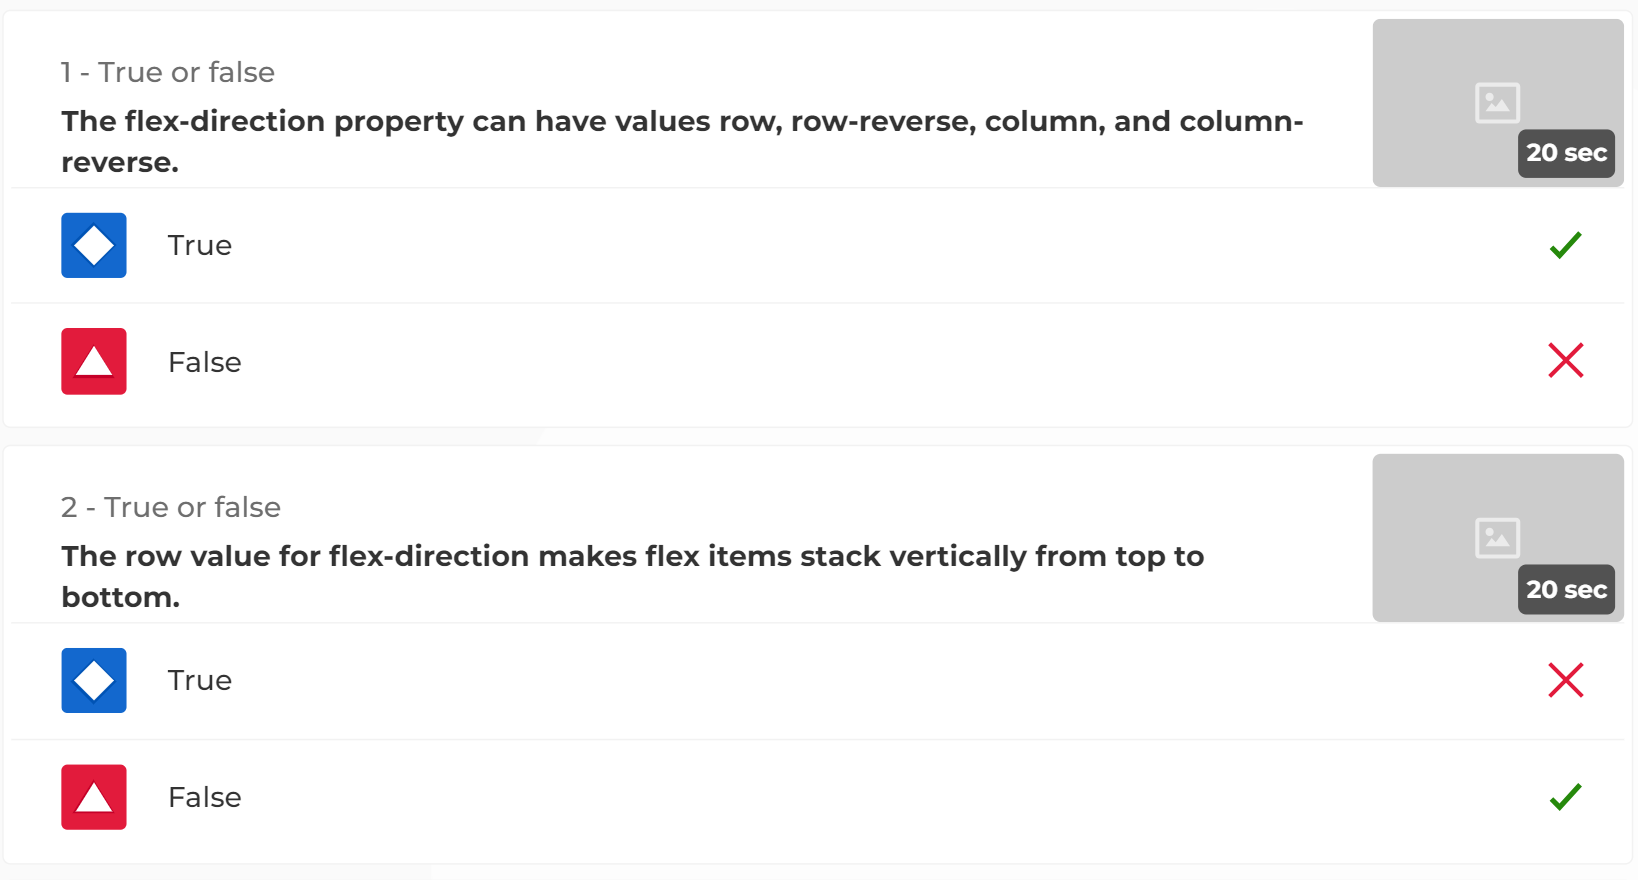 1 - True or false
The flex-direction property can have values row, row-reverse, column, and column-
reverse.
20 sec
True
False
2 - True or false
The row value for flex-direction makes flex items stack vertically from top to
bottom.
20 sec
True
False